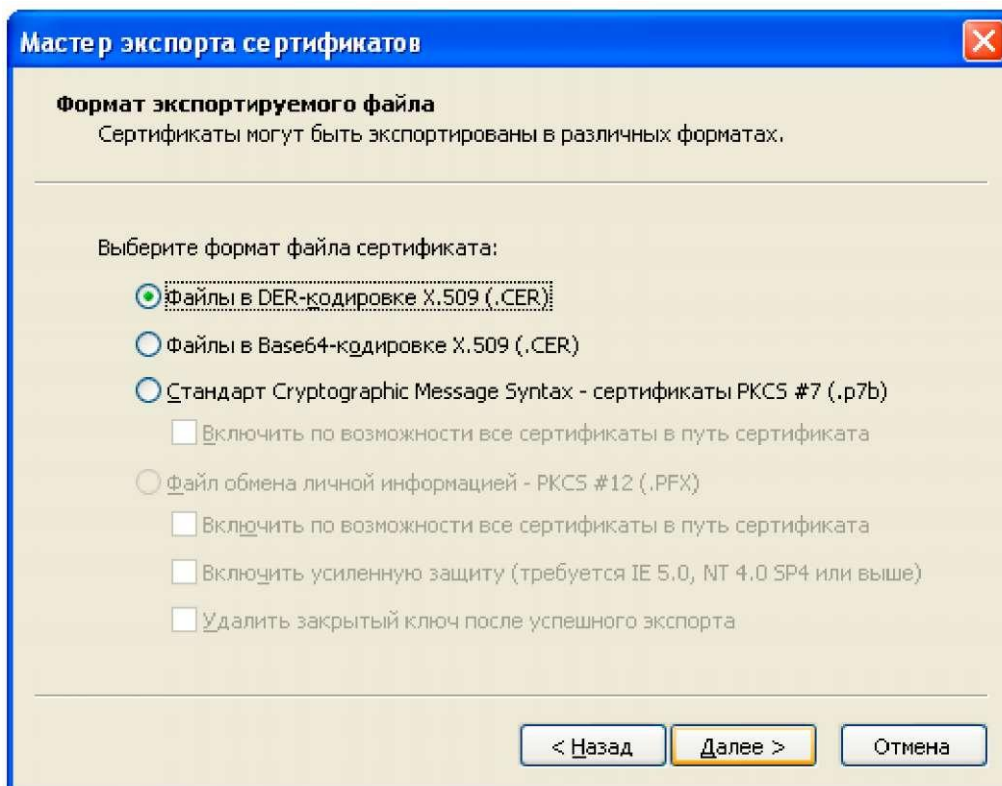 Мастер экспорта сертификатов
Формат экспортируемого файла
Сертификаты могут быть экспортированы в различных форматах.
Выберите формат файла сертификата:
Файлы в DER-кодировке X.509 (.CER)
Файлы в Base64-кодировке X.509 (.CER)
Стандарт Cryptographic Message Syntax - сертификаты PKCS #7 (.p7b)
Включить по возможности все сертификаты в путь сертификата
Файл обмена личной информацией - PKCS #12 (.PFX)
Включить по возможности все сертификаты в путь сертификата
Включить усиленную защиту (требуется IE 5.0, NT 4.0 SP4 или выше)
Удалить закрытый ключ после успешного экспорта
< Назад Далее > Отмена